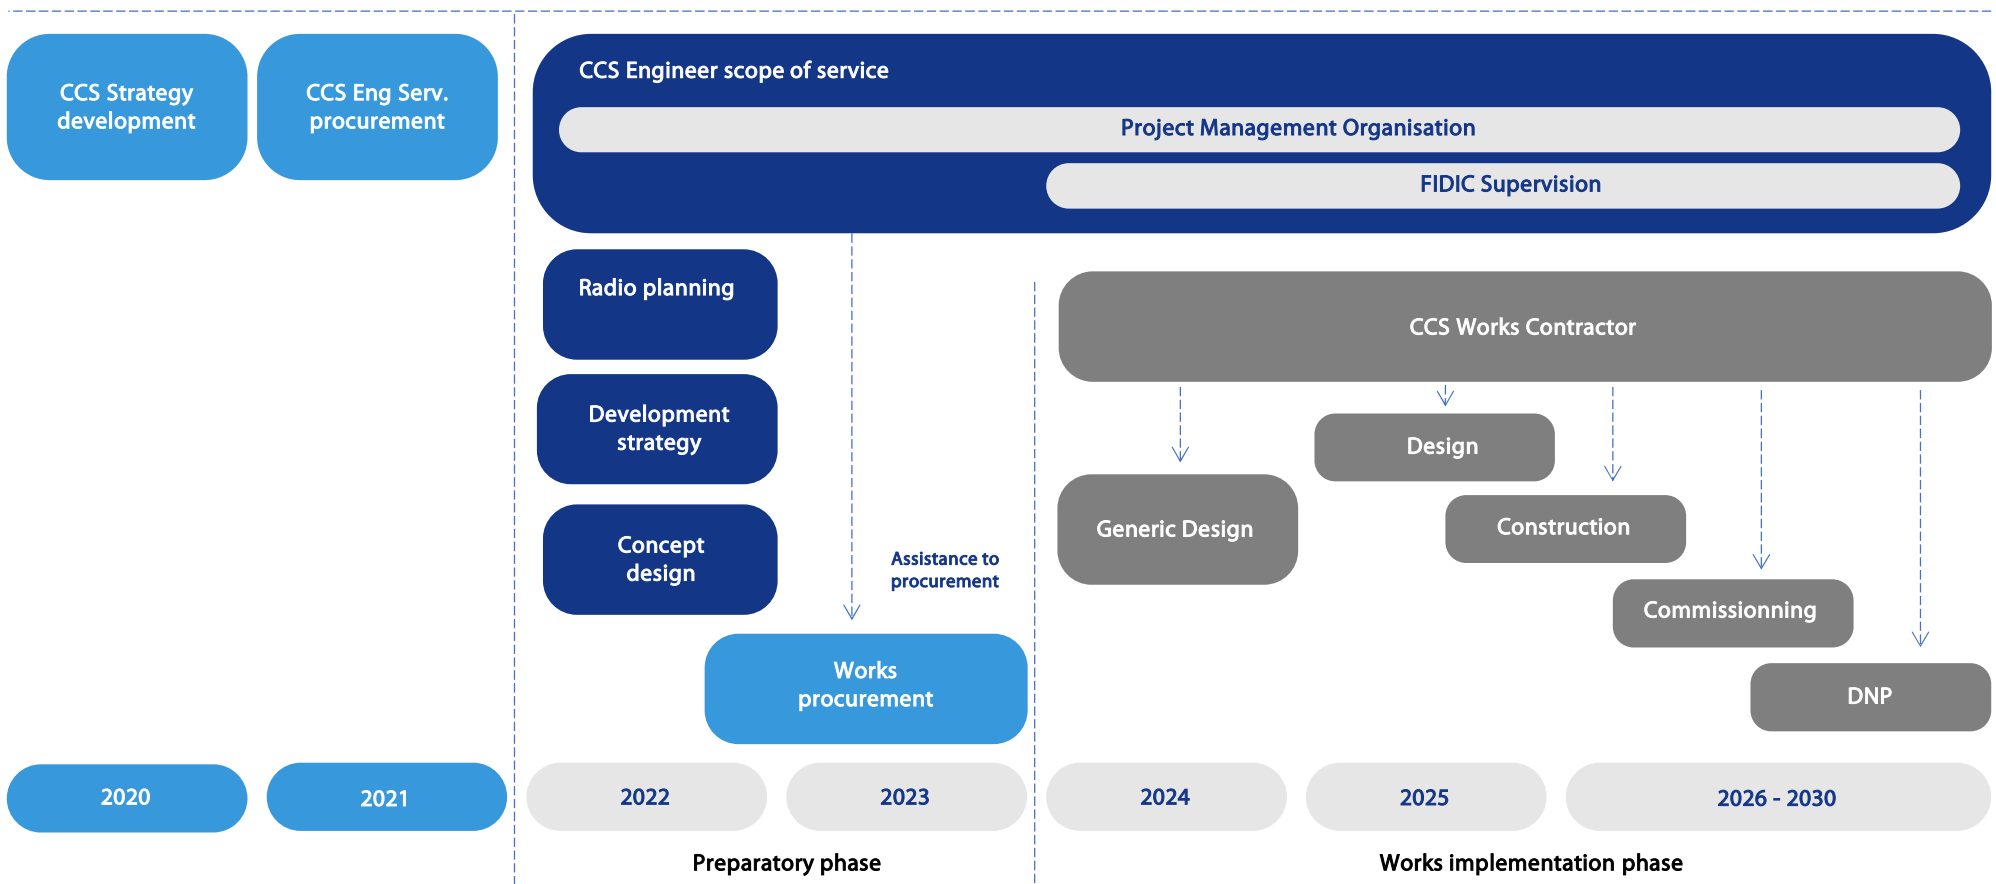 CCS Strategy
development
CCS Eng Serv.
procurement
CCS Engineer scope of service
Project Management Organisation
FIDIC Supervision
Radio planning
Development
strategy
Concept
design
Assistance to
procurement
Works
procurement
CCS Works Contractor
Generic Design
Design
Construction
Commissionning
DNP
2020
2021
2022
2023
2024
2025
2026 - 2030
Preparatory phase
Works implementation phase